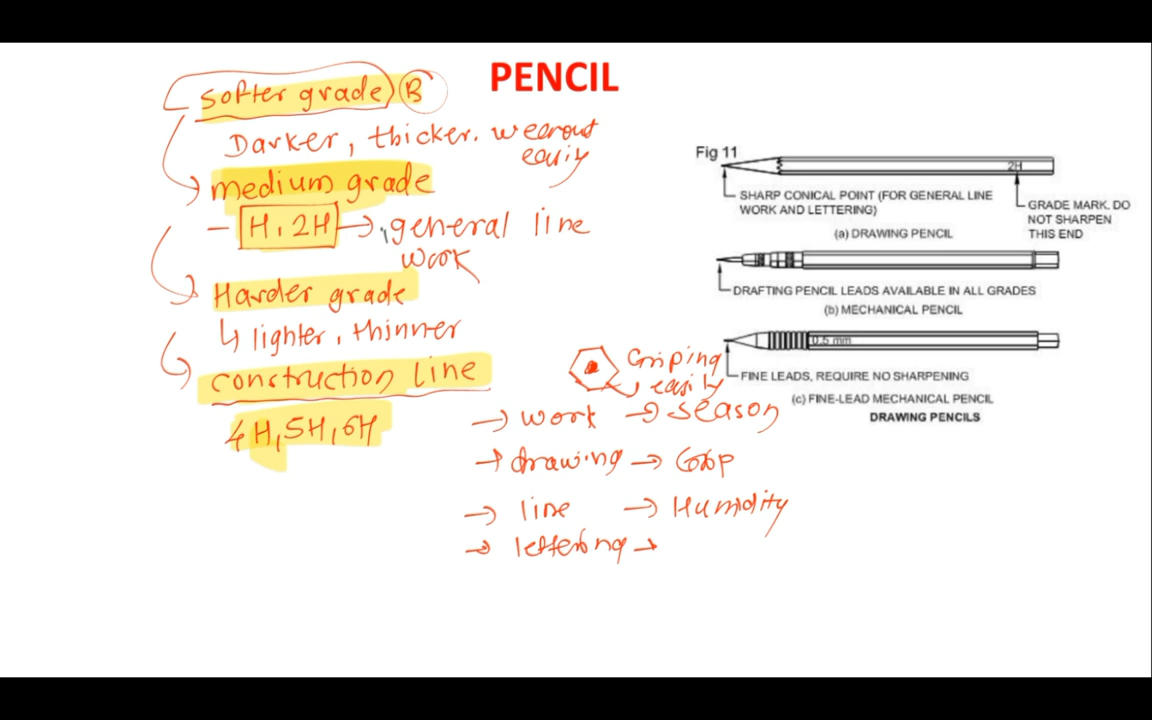 PENCIL
softer grade) B
Darker, thicker. wearout
easily
medium grade
- H, 2H → general line
work
Harder grade
↳ lighter, thinner
construction line
4H, 5H, 6H
Griping
easily
→ work → season
→ drawing → Grip
→ line → Humidity
→ lettering →
Fig 11
2H
SHARP CONICAL POINT (FOR GENERAL LINE
WORK AND LETTERING)
GRADE MARK. DO
NOT SHARPEN
THIS END
(a) DRAWING PENCIL
DRAFTING PENCIL LEADS AVAILABLE IN ALL GRADES
(b) MECHANICAL PENCIL
0.5 mm
FINE LEADS, REQUIRE NO SHARPENING
(c) FINE-LEAD MECHANICAL PENCIL
DRAWING PENCILS